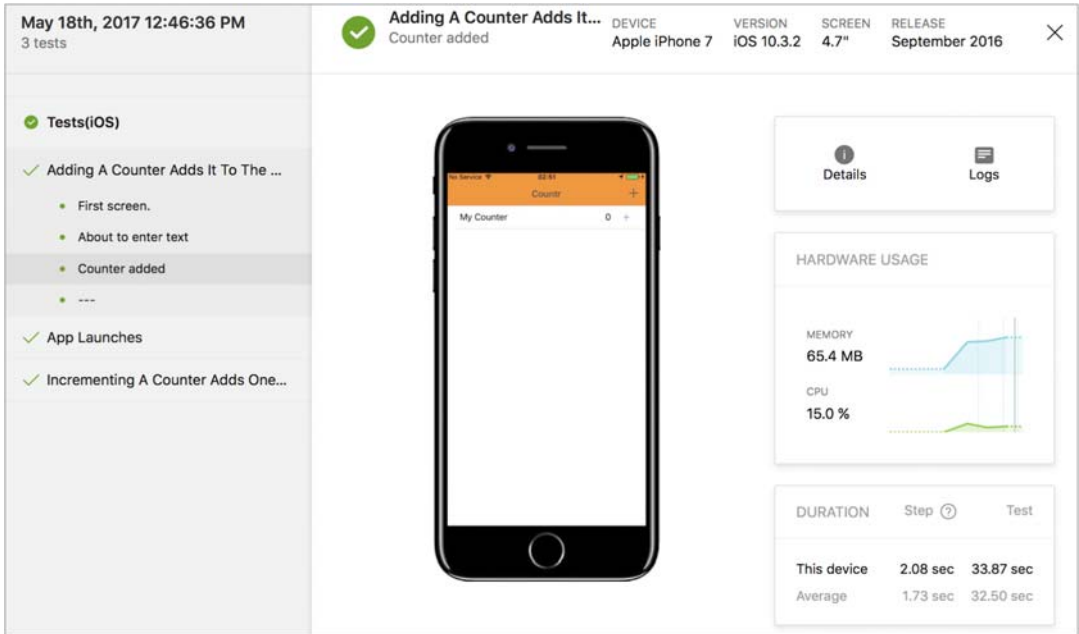 May 18th, 2017 12:46:36 PM
3 tests
Tests(iOS)
Adding A Counter Adds It To The ...
First screen.
About to enter text
Counter added
---
App Launches
Incrementing A Counter Adds One...
Adding A Counter Adds It...
Counter added
DEVICE
Apple iPhone 7
VERSION
iOS 10.3.2
SCREEN
4.7"
RELEASE
September 2016
No Service 22:51
Countr +
My Counter 0 +
Details
Logs
HARDWARE USAGE
MEMORY
65.4 MB
CPU
15.0 %
DURATION Step ? Test
This device 2.08 sec 33.87 sec
Average 1.73 sec 32.50 sec